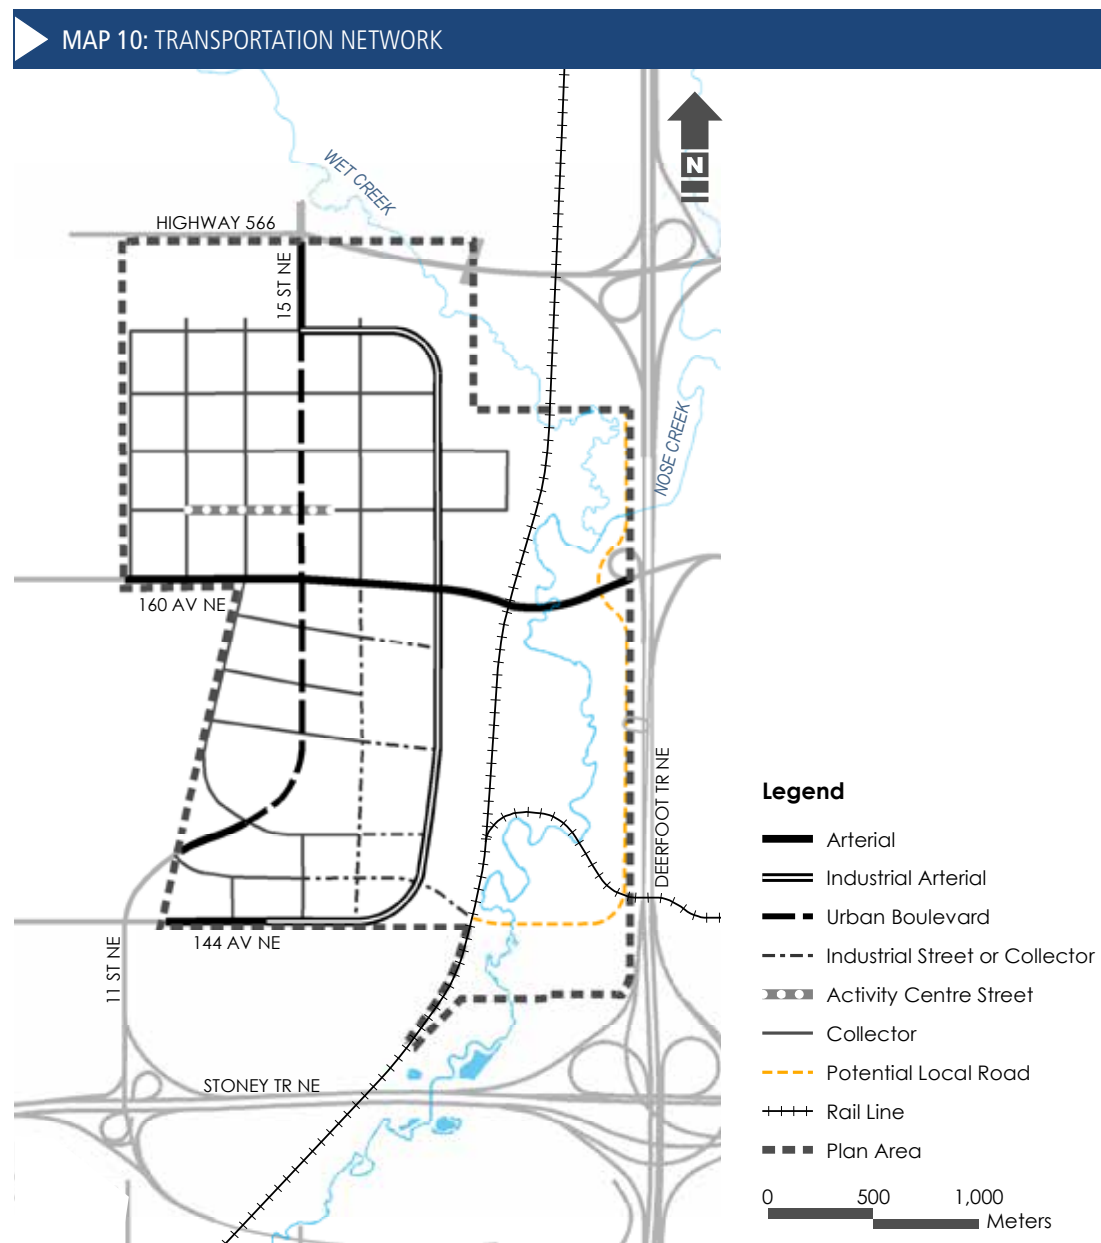 MAP 10: TRANSPORTATION NETWORK
N
WET CREEK
HIGHWAY 566
15 ST NE
NOSE CREEK
160 AV NE
DEERFOOT TR NE
144 AV NE
11 ST NE
STONEY TR NE
Legend
Arterial
Industrial Arterial
Urban Boulevard
Industrial Street or Collector
Activity Centre Street
Collector
Potential Local Road
Rail Line
Plan Area
0 500 1,000
Meters